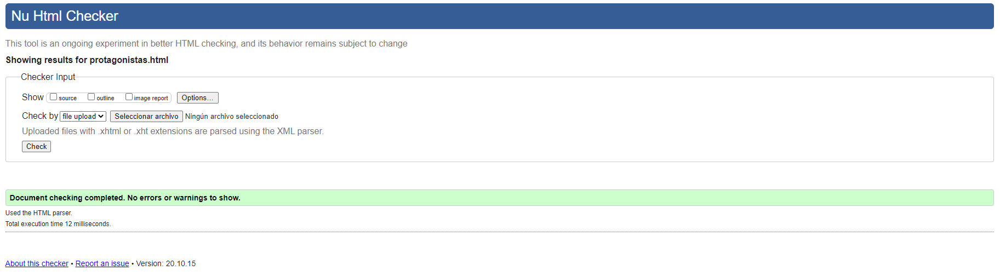 Nu Html Checker
This tool is an ongoing experiment in better HTML checking, and its behavior remains subject to change
Showing results for protagonistas.html
Checker Input
Show source outline image report Options...
Check by file upload Seleccionar archivo Ningún archivo seleccionado
Uploaded files with .xhtml or .xht extensions are parsed using the XML parser.
Check
Document checking completed. No errors or warnings to show.
Used the HTML parser.
Total execution time 12 milliseconds.
About this checker • Report an issue • Version: 20.10.15